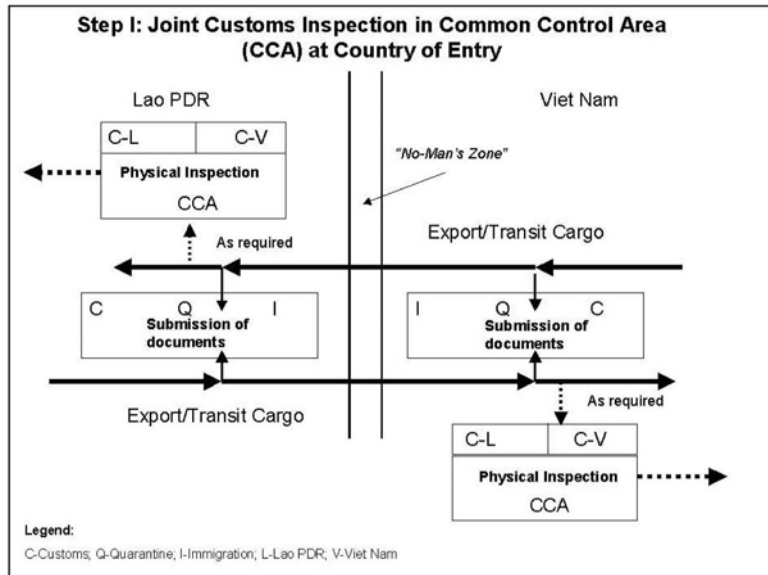 Step I: Joint Customs Inspection in Common Control Area
(CCA) at Country of Entry
Lao PDR
Viet Nam
C-L C-V
Physical Inspection
CCA
"No-Man's Zone"
As required
Export/Transit Cargo
C Q I
Submission of
documents
I Q C
Submission of
documents
Export/Transit Cargo
As required
C-L C-V
Physical Inspection
CCA
Legend:
C-Customs; Q-Quarantine; I-Immigration; L-Lao PDR; V-Viet Nam